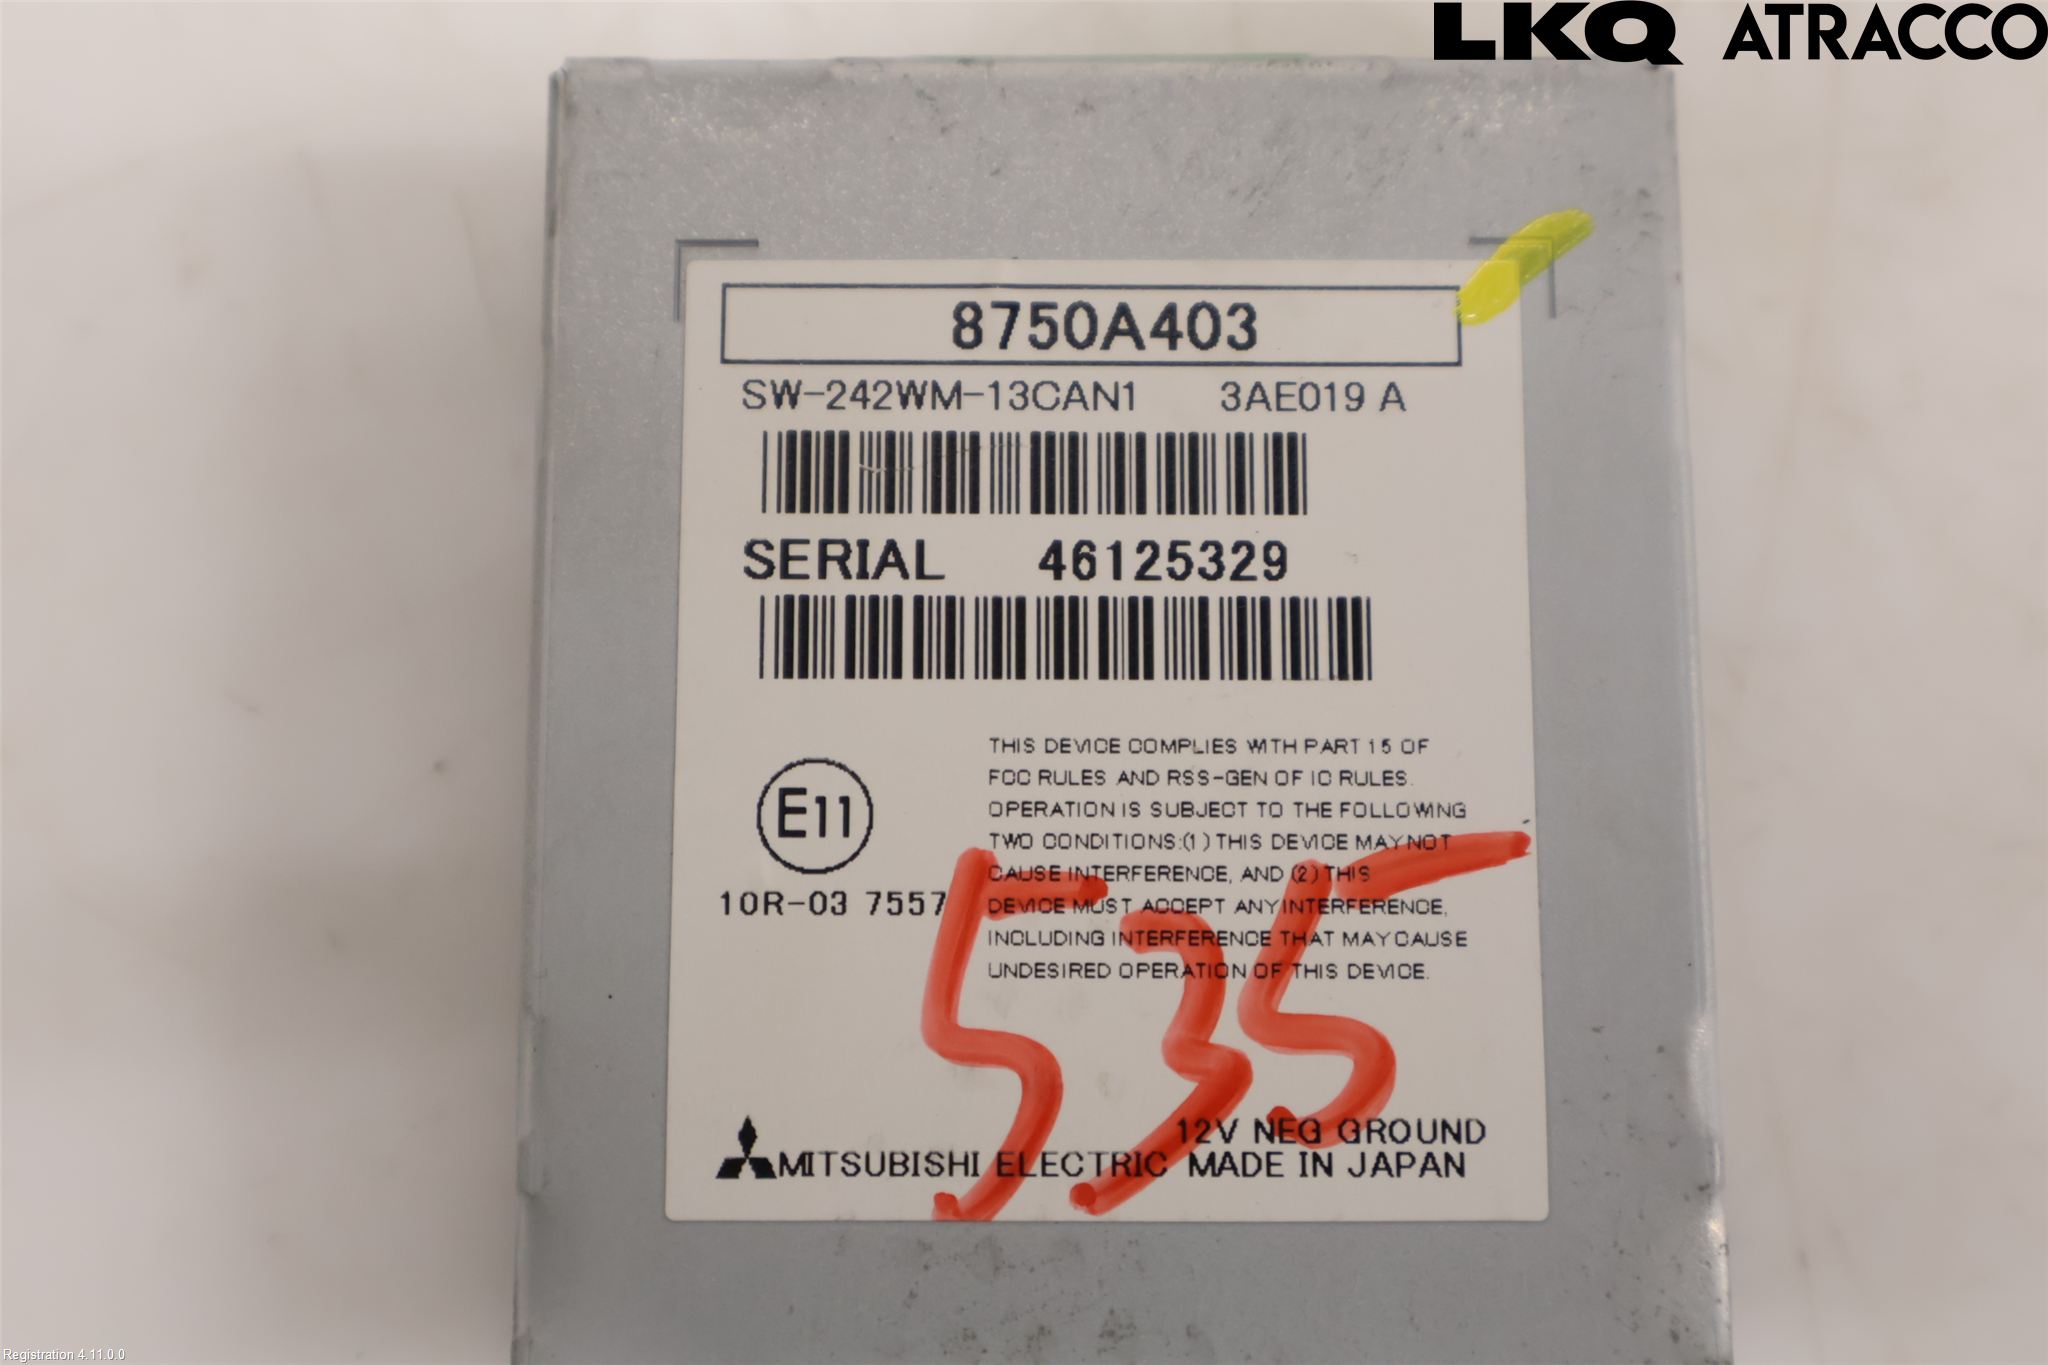 LKQ ATRACCO
8750A403
SW-242WM-13CAN1 3AE019 A
SERIAL 46125329
E11
10R-03 7557
THIS DEVICE COMPLIES WITH PART 15 OF
FCC RULES AND RSS-GEN OF IC RULES.
OPERATION IS SUBJECT TO THE FOLLOWING
TWO CONDITIONS:(1) THIS DEVICE MAY NOT
CAUSE INTERFERENCE, AND (2) THIS
DEVICE MUST ACCEPT ANY INTERFERENCE,
INCLUDING INTERFERENCE THAT MAY CAUSE
UNDESIRED OPERATION OF THIS DEVICE.
535
12V NEG GROUND
MITSUBISHI ELECTRIC MADE IN JAPAN
Registration 4.11.0.0